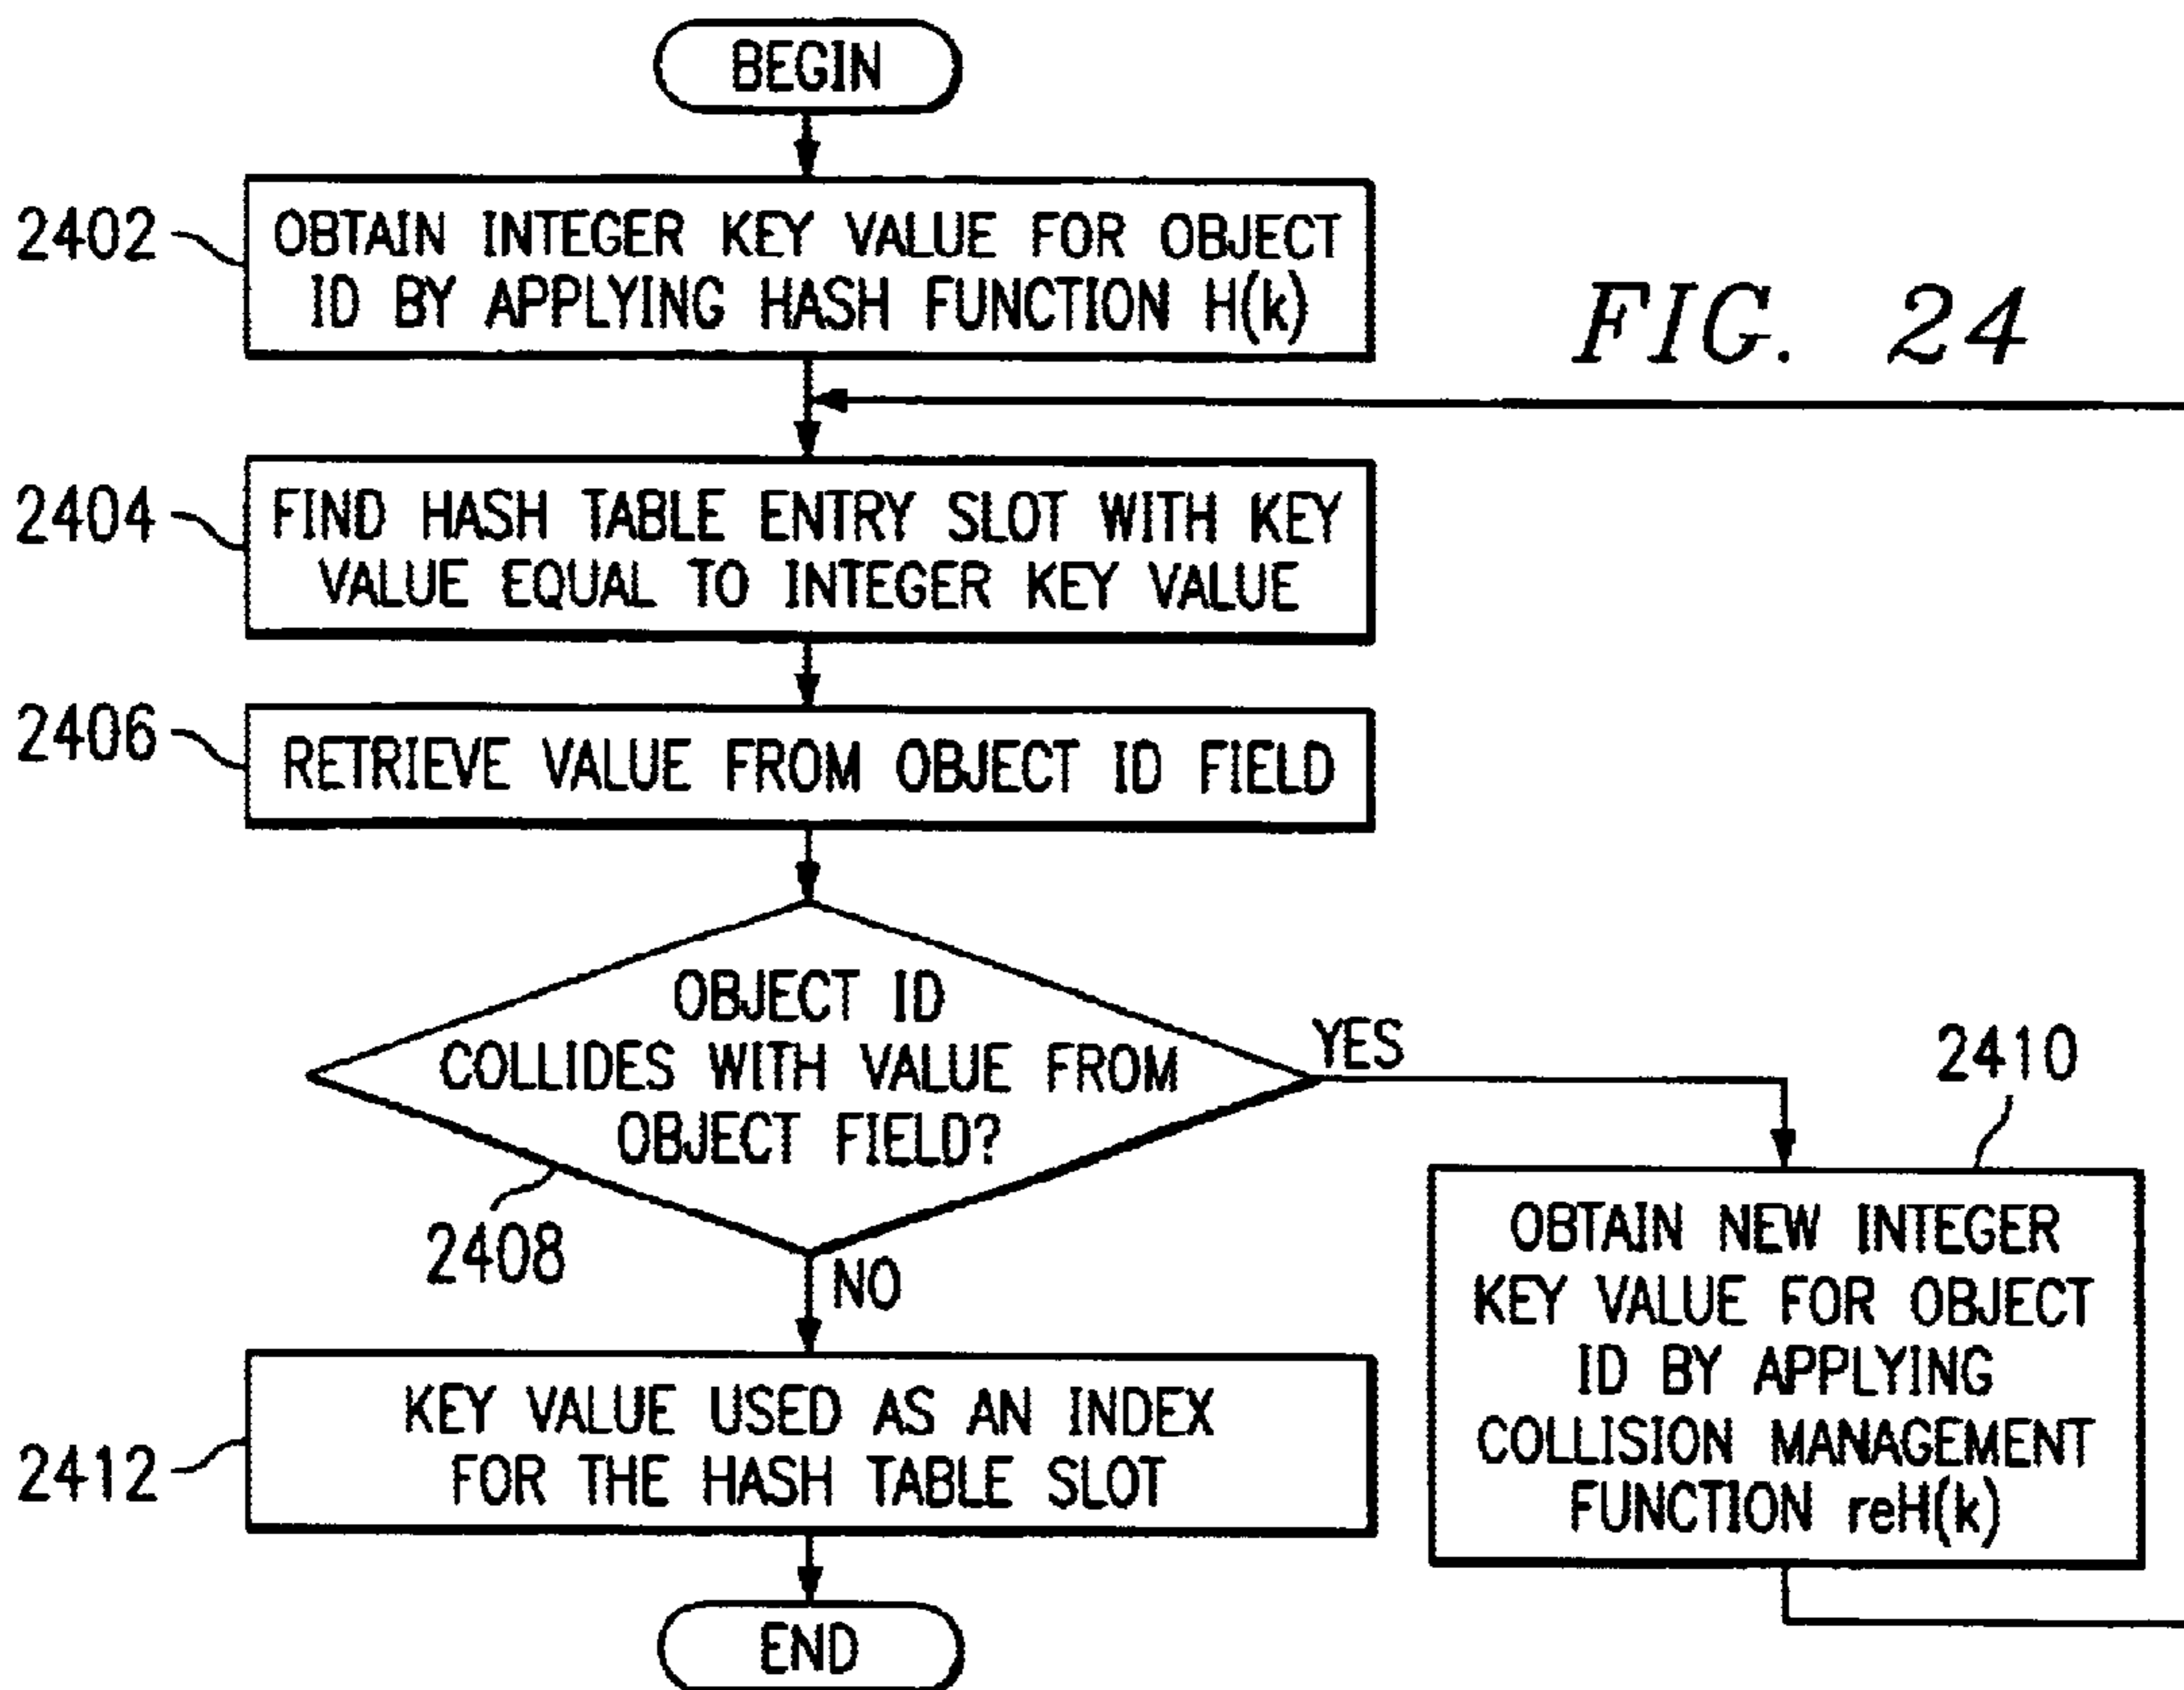 BEGIN
2402
OBTAIN INTEGER KEY VALUE FOR OBJECT
ID BY APPLYING HASH FUNCTION H(k)
FIG. 24
2404
FIND HASH TABLE ENTRY SLOT WITH KEY
VALUE EQUAL TO INTEGER KEY VALUE
2406
RETRIEVE VALUE FROM OBJECT ID FIELD
OBJECT ID
COLLIDES WITH VALUE FROM
OBJECT FIELD?
YES
2408
NO
2410
OBTAIN NEW INTEGER
KEY VALUE FOR OBJECT
ID BY APPLYING
COLLISION MANAGEMENT
FUNCTION reH(k)
2412
KEY VALUE USED AS AN INDEX
FOR THE HASH TABLE SLOT
END